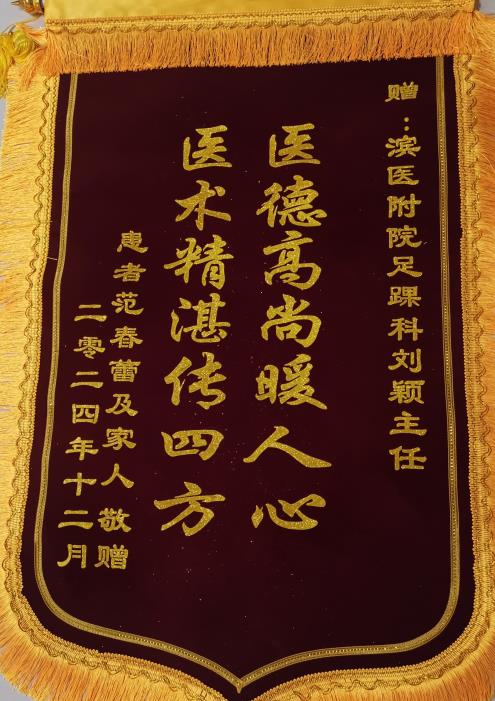 赠：滨医附院足踝科刘颖主任
医德高尚暖人心
医术精湛传四方
患者范春蕾及家人敬赠
二零二四年十二月